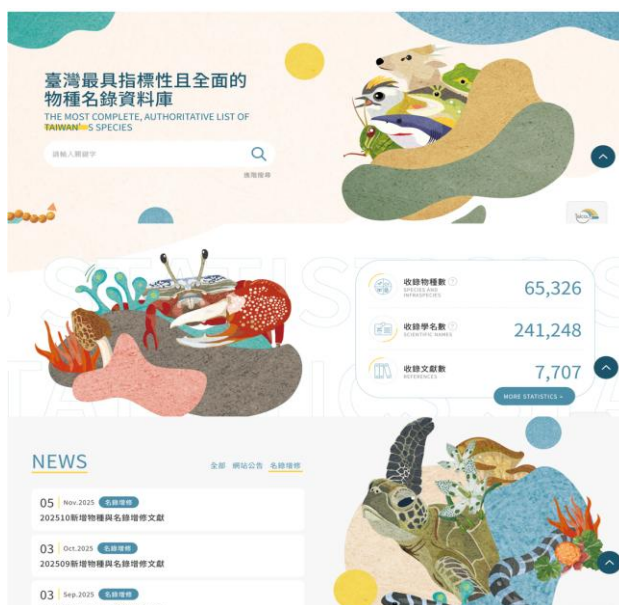 臺灣最具指標性且全面的
物種名錄資料庫
THE MOST COMPLETE, AUTHORITATIVE LIST OF
TAIWAN'S SPECIES
請輸入關鍵字
進階搜尋
收錄物種數 ?
SPECIES AND
INFRASPECIES
65,326
收錄學名數 ?
SCIENTIFIC NAMES
241,248
收錄文獻數
REFERENCES
7,707
MORE STATISTICS
NEWS
全部 網站公告 名錄增修
05 Nov.2025 名錄增修
202510新增物種與名錄增修文獻
03 Oct.2025 名錄增修
202509新增物種與名錄增修文獻
03 Sep.2025 名錄增修